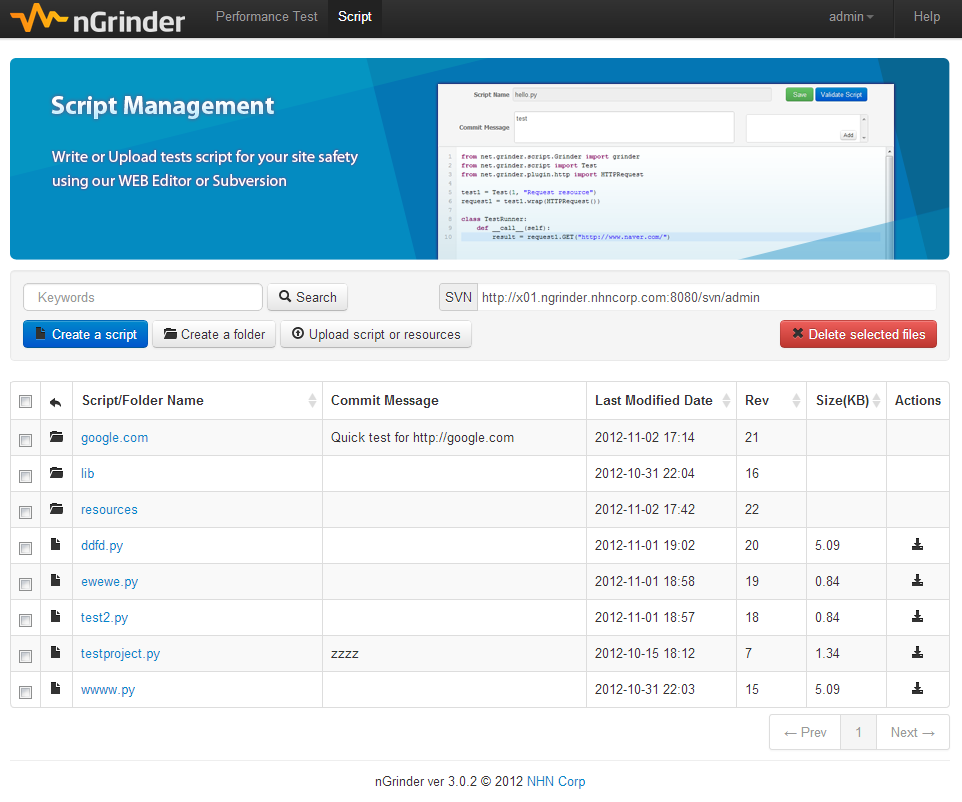 nGrinder Performance Test Script admin Help
Script Management
Write or Upload tests script for your site safety
using our WEB Editor or Subversion
Script Name hello.py Save Validate Script
Commit Message test Add
1 from net.grinder.script.Grinder import grinder
2 from net.grinder.script import Test
3 from net.grinder.plugin.http import HTTPRequest
4
5 test1 = Test(1, "Request resource")
6 request1 = test1.wrap(HTTPRequest())
7
8 class TestRunner:
9 def __call__(self):
10 result = request1.GET("http://www.naver.com/")
Keywords Search SVN http://x01.ngrinder.nhncorp.com:8080/svn/admin
Create a script Create a folder Upload script or resources Delete selected files
Script/Folder Name Commit Message Last Modified Date Rev Size(KB) Actions
google.com Quick test for http://google.com 2012-11-02 17:14 21
lib 2012-10-31 22:04 16
resources 2012-11-02 17:42 22
ddfd.py 2012-11-01 19:02 20 5.09
ewewe.py 2012-11-01 18:58 19 0.84
test2.py 2012-11-01 18:57 18 0.84
testproject.py zzzz 2012-10-15 18:12 7 1.34
wwww.py 2012-10-31 22:03 15 5.09
← Prev 1 Next →
nGrinder ver 3.0.2 © 2012 NHN Corp